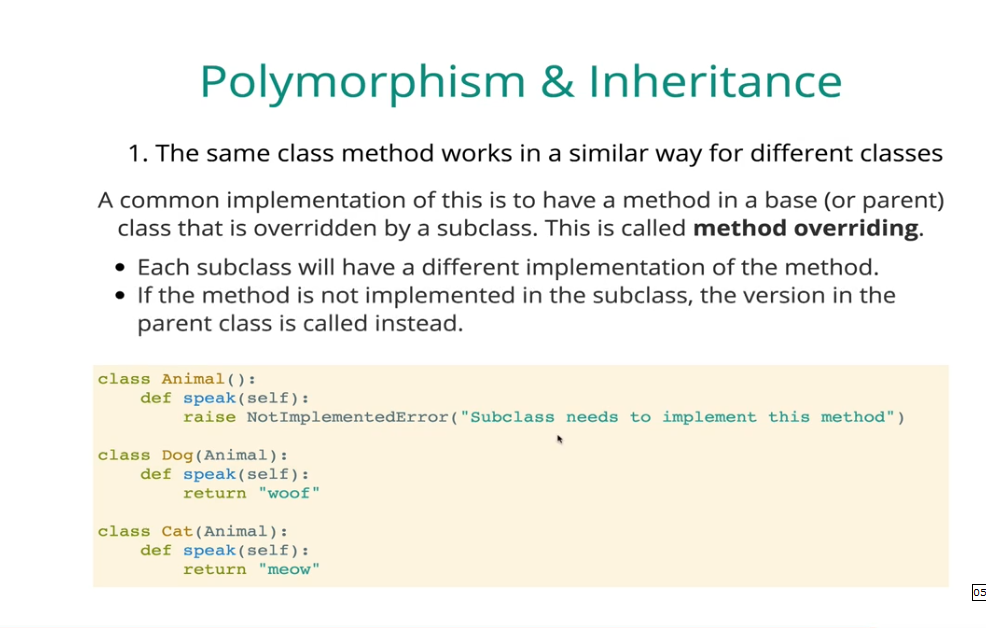 Polymorphism & Inheritance
1. The same class method works in a similar way for different classes
A common implementation of this is to have a method in a base (or parent)
class that is overridden by a subclass. This is called method overriding.
• Each subclass will have a different implementation of the method.
• If the method is not implemented in the subclass, the version in the
parent class is called instead.
class Animal():
    def speak(self):
        raise NotImplementedError("Subclass needs to implement this method")
class Dog(Animal):
    def speak(self):
        return "woof"
class Cat(Animal):
    def speak(self):
        return "meow"
05